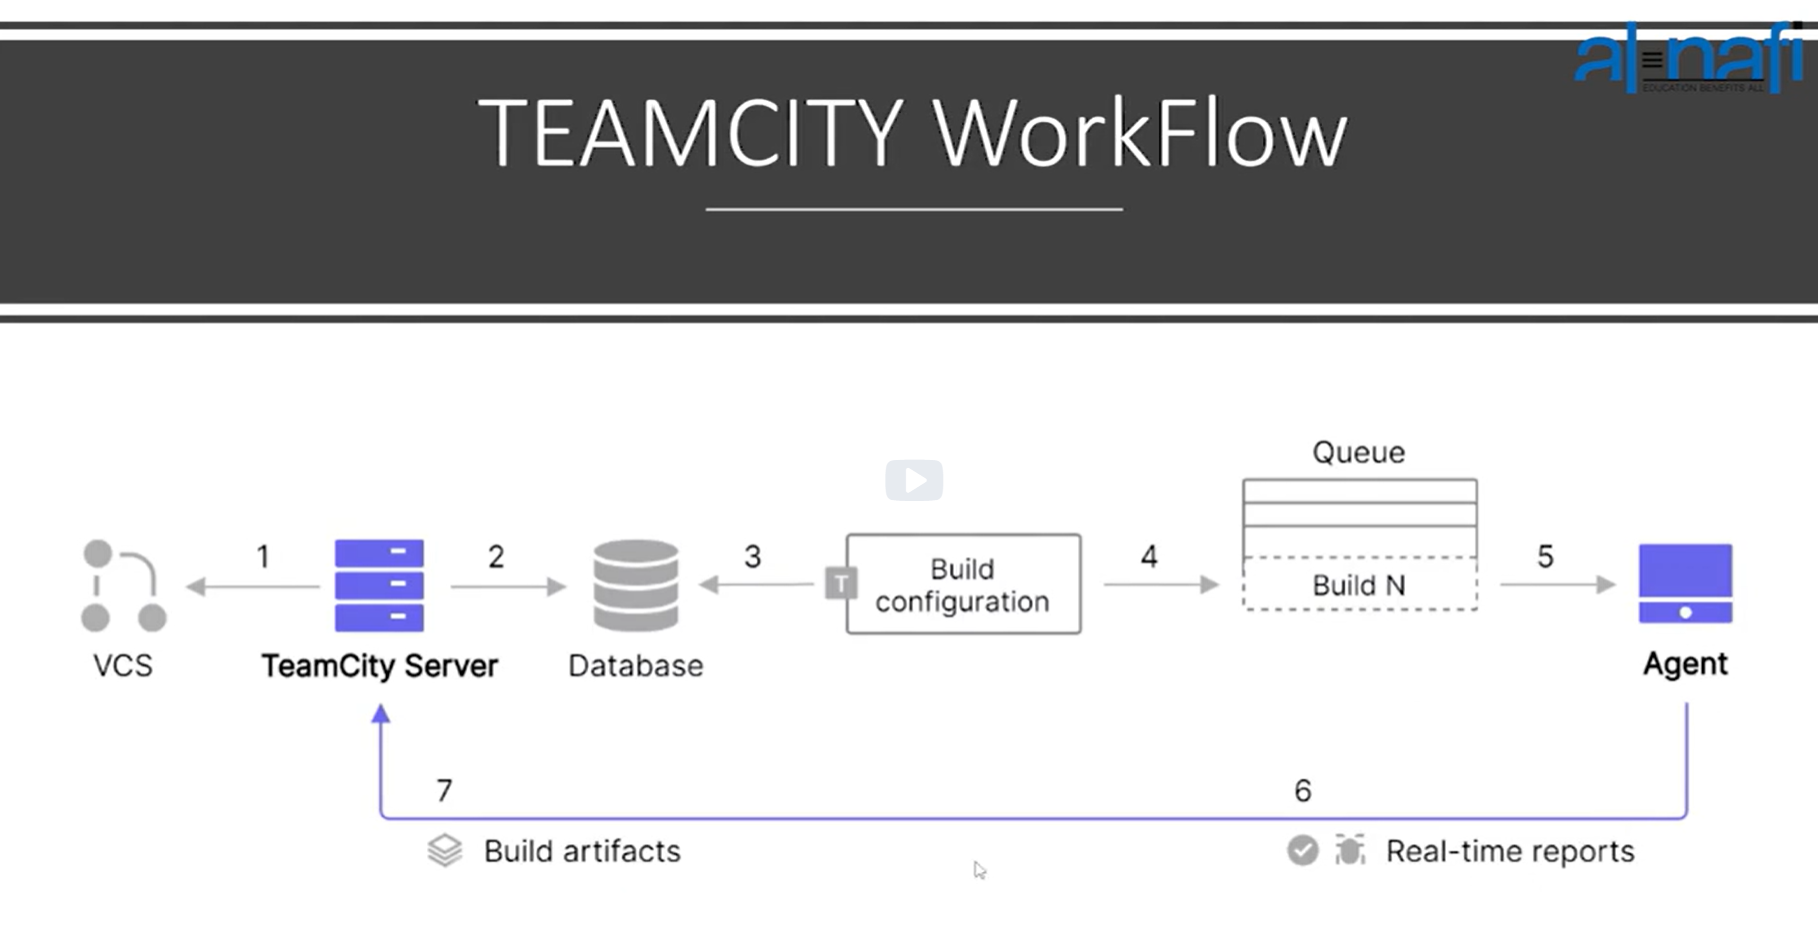 al-nafi
EDUCATION BENEFITS ALL
TEAMCITY WorkFlow
Queue
1
2
3
T
Build
configuration
4
Build N
5
VCS
TeamCity Server
Database
Agent
7
6
Build artifacts
Real-time reports